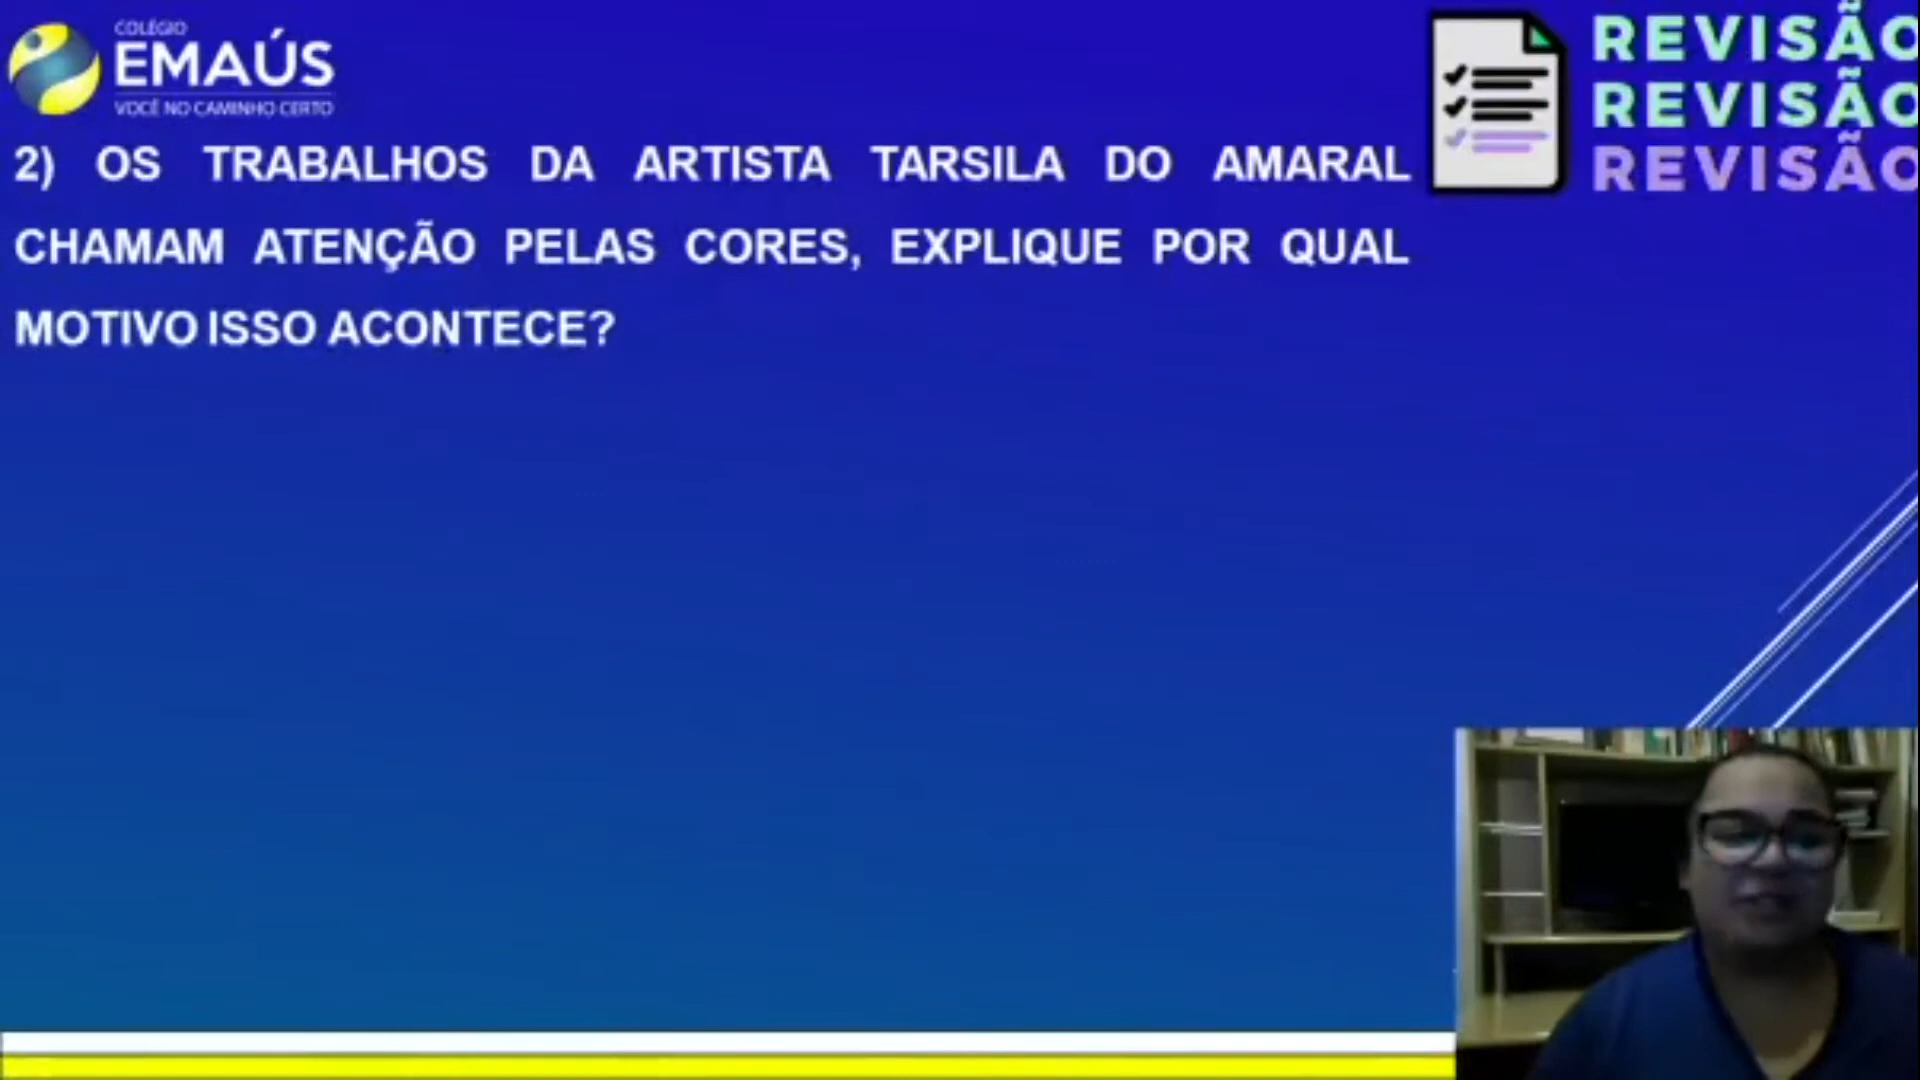 COLÉGIO
EMAÚS
VOCÊ NO CAMINHO CERTO
REVISÃO
REVISÃO
REVISÃO
2) OS TRABALHOS DA ARTISTA TARSILA DO AMARAL
CHAMAM ATENÇÃO PELAS CORES, EXPLIQUE POR QUAL
MOTIVO ISSO ACONTECE?